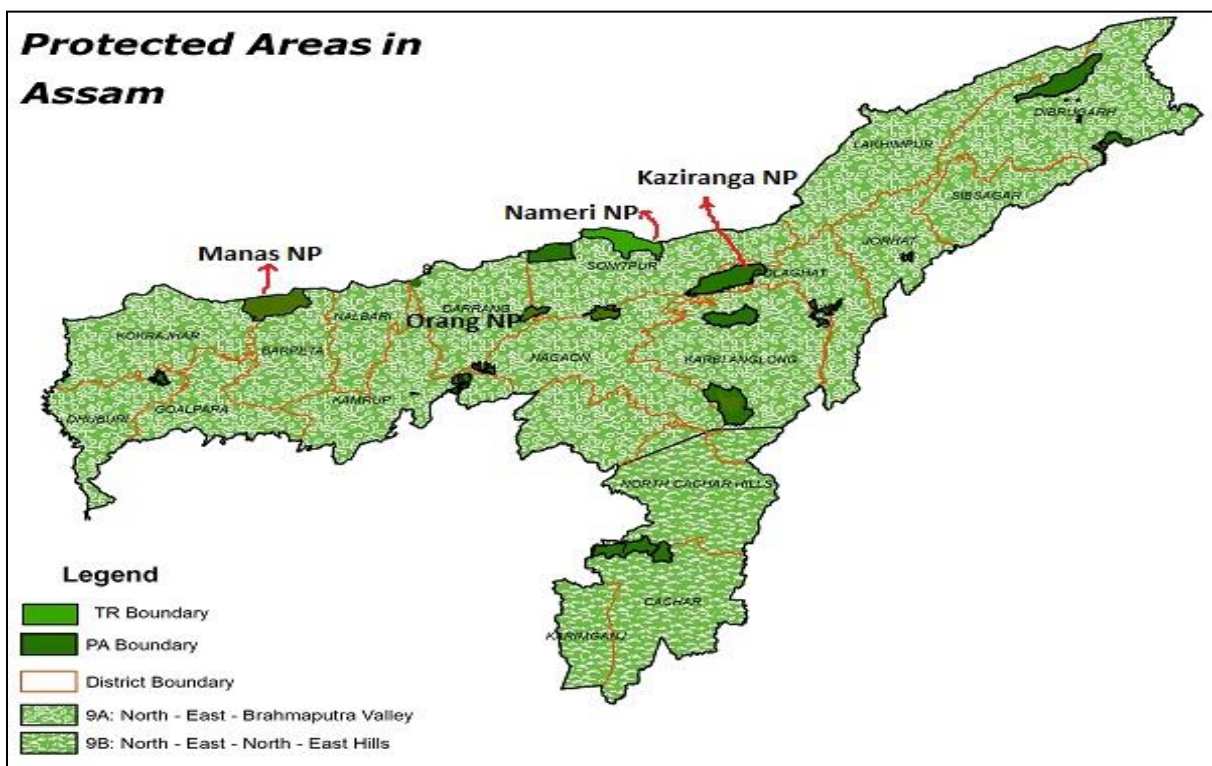 Protected Areas in
Assam
Kaziranga NP
Nameri NP
Manas NP
Orang NP
DIBRUGARH
LAKHIMPUR
SIBSAGAR
JORHAT
GOLAGHAT
SONITPUR
DARRANG
NALBARI
KOKRAJHAR
BARPETA
NAGAON
KARBI ANGLONG
KAMRUP
GOALPARA
DHUBURI
NORTH CACHAR HILLS
CACHAR
KARIMGANJ
Legend
TR Boundary
PA Boundary
District Boundary
9A: North - East - Brahmaputra Valley
9B: North - East - North - East Hills